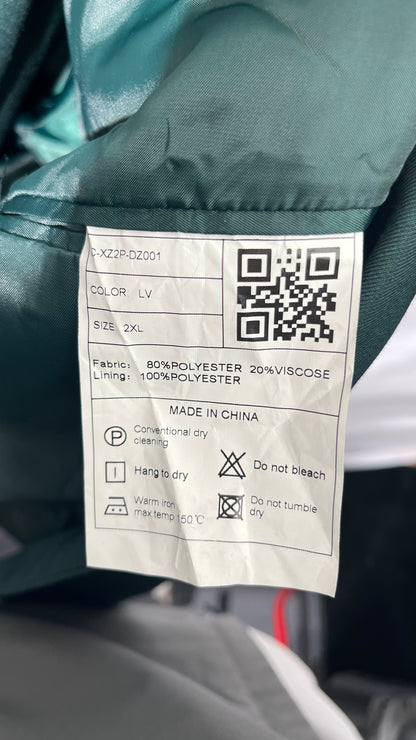 C-XZ2P-DZ001
COLOR: LV
SIZE: 2XL
Fabric: 80%POLYESTER 20%VISCOSE
Lining: 100%POLYESTER
MADE IN CHINA
P
Conventional dry
cleaning
Hang to dry
Do not bleach
Warm iron
max temp 150℃
Do not tumble
dry